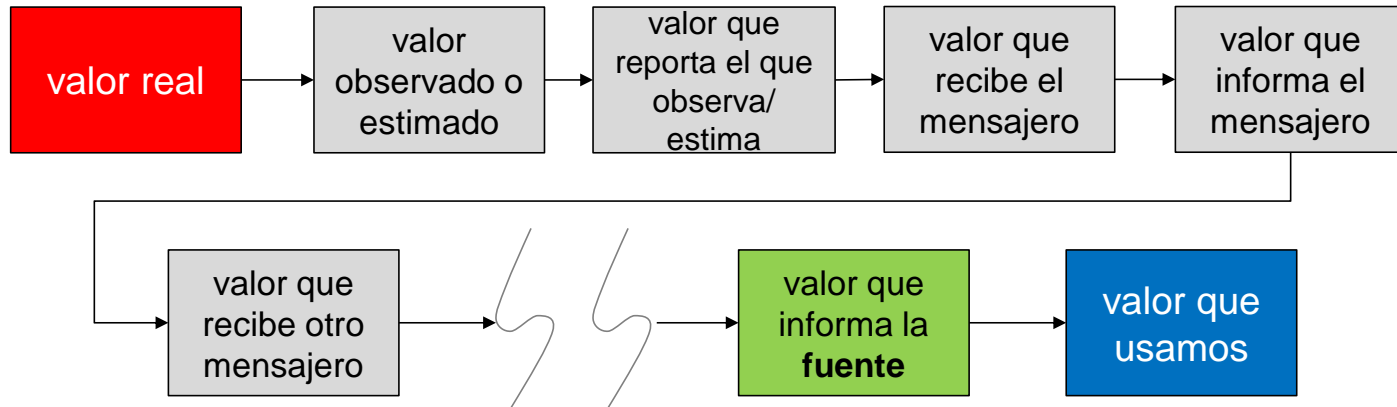 valor real
valor
observado o
estimado
valor que
reporta el que
observa/
estima
valor que
recibe el
mensajero
valor que
informa el
mensajero
valor que
recibe otro
mensajero
valor que
informa la
fuente
valor que
usamos